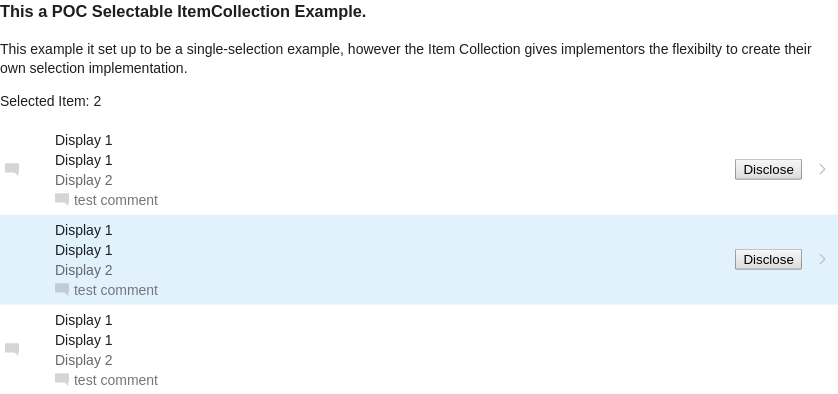 This a POC Selectable ItemCollection Example.
This example it set up to be a single-selection example, however the Item Collection gives implementors the flexibilty to create their
own selection implementation.
Selected Item: 2
Display 1
Display 1
Disclose
Display 2
test comment
Display 1
Display 1
Disclose
Display 2
test comment
Display 1
Display 1
Display 2
test comment